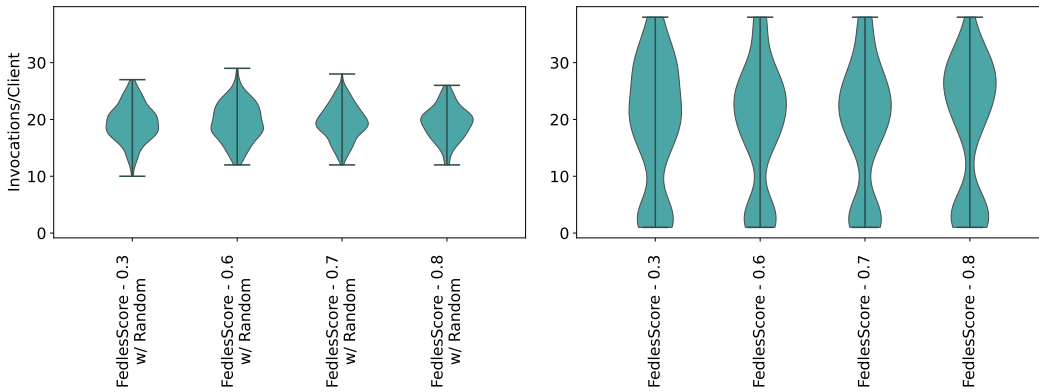 Invocations/Client
30
20
10
0
FedlesScore - 0.3
w/ Random
FedlesScore - 0.6
w/ Random
FedlesScore - 0.7
w/ Random
FedlesScore - 0.8
w/ Random
30
20
10
0
FedlesScore - 0.3
FedlesScore - 0.6
FedlesScore - 0.7
FedlesScore - 0.8